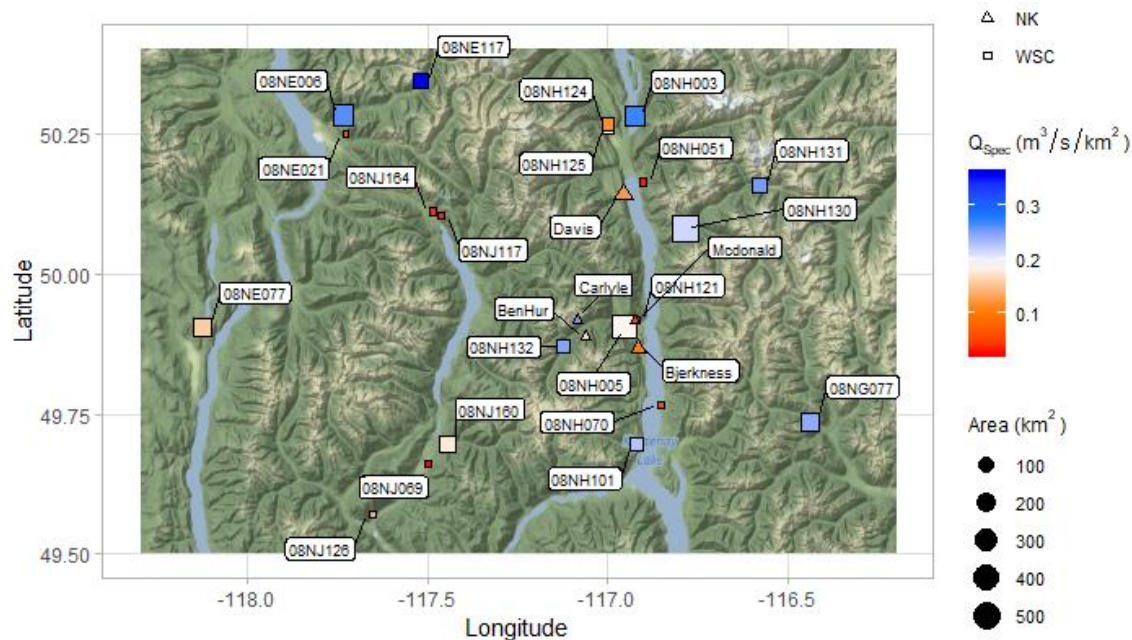 NK
WSC
08NE117
08NE006
08NH124
08NH003
08NH125
08NH051
08NE021
08NH131
08NJ164
08NH130
Davis
08NJ117
Mcdonald
Carlyle
08NH121
08NE077
BenHur
08NH132
Bjerkness
08NH005
08NG077
08NJ160
08NH070
08NJ069
08NH101
08NJ126
50.25
50.00
49.75
49.50
Latitude
-118.0
-117.5
-117.0
-116.5
Longitude
Q_Spec (m³/s/km²)
0.3
0.2
0.1
Area (km²)
100
200
300
400
500